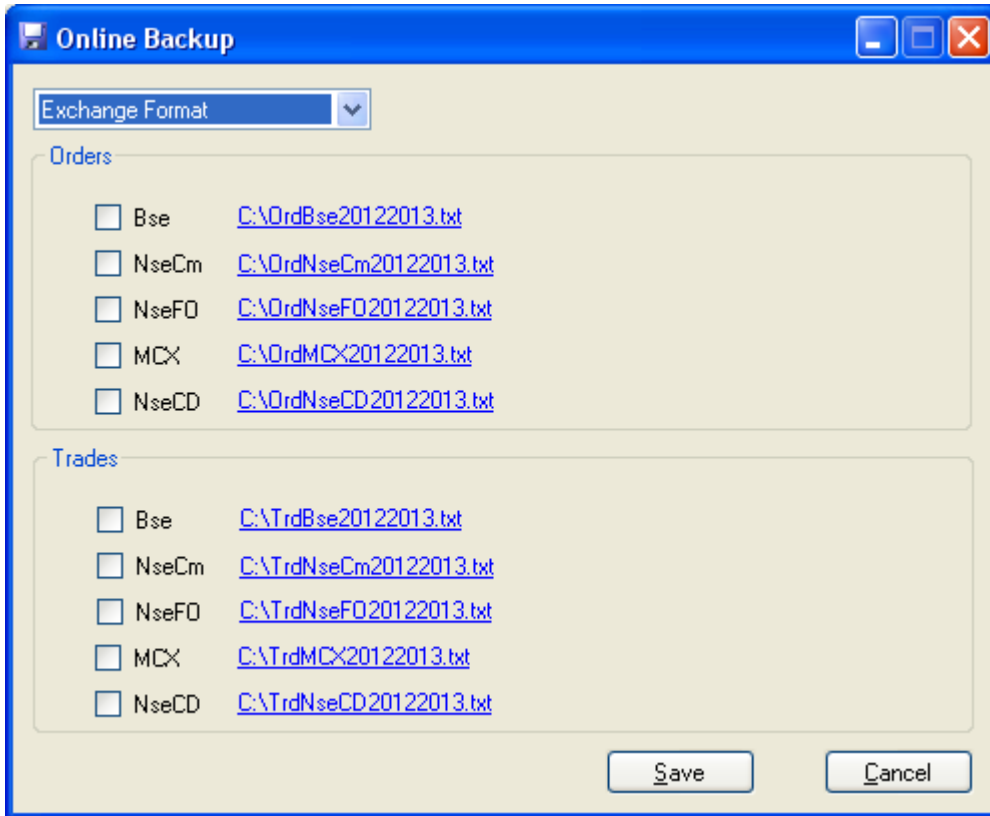 Online Backup
Exchange Format
Orders
Bse C:\OrdBse20122013.txt
NseCm C:\OrdNseCm20122013.txt
NseFO C:\OrdNseFO20122013.txt
MCX C:\OrdMCX20122013.txt
NseCD C:\OrdNseCD20122013.txt
Trades
Bse C:\TrdBse20122013.txt
NseCm C:\TrdNseCm20122013.txt
NseFO C:\TrdNseFO20122013.txt
MCX C:\TrdMCX20122013.txt
NseCD C:\TrdNseCD20122013.txt
Save Cancel